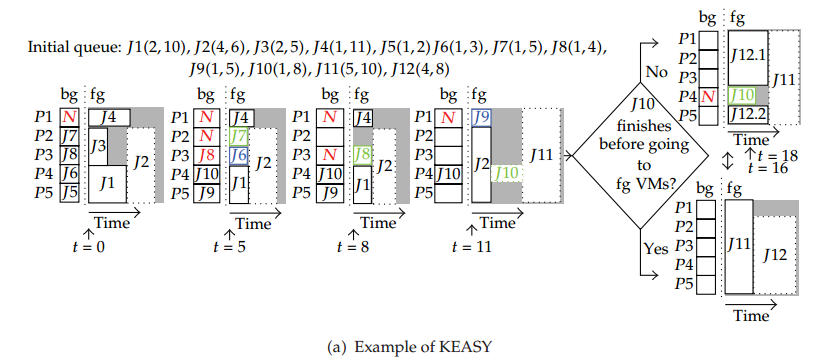 Initial queue: J1(2, 10), J2(4, 6), J3(2, 5), J4(1, 11), J5(1, 2) J6(1, 3), J7(1, 5), J8(1, 4),
J9(1, 5), J10(1, 8), J11(5, 10), J12(4, 8)
bg fg
P1 N J4
P2 J7 J3
P3 J8 J2
P4 J6 J1
P5 J5
Time
t = 0
bg fg
P1 N J4
P2 N J7
P3 J8 J6 J2
P4 J10 J1
P5 J9
Time
t = 5
bg fg
P1 N J4
P2
P3 N J8 J2
P4 J10 J1
P5 J9
Time
t = 8
bg fg
P1 N J9
P2
P3 J2 J11
P4 J10 J10
P5
Time
t = 11
J10
finishes
before going
to
fg VMs?
No
Yes
bg fg
P1
P2 J12.1
P3 J11
P4 N J10
P5 J12.2
Time
t = 18
t = 16
bg fg
P1
P2
P3 J11 J12
P4
P5
Time
(a) Example of KEASY